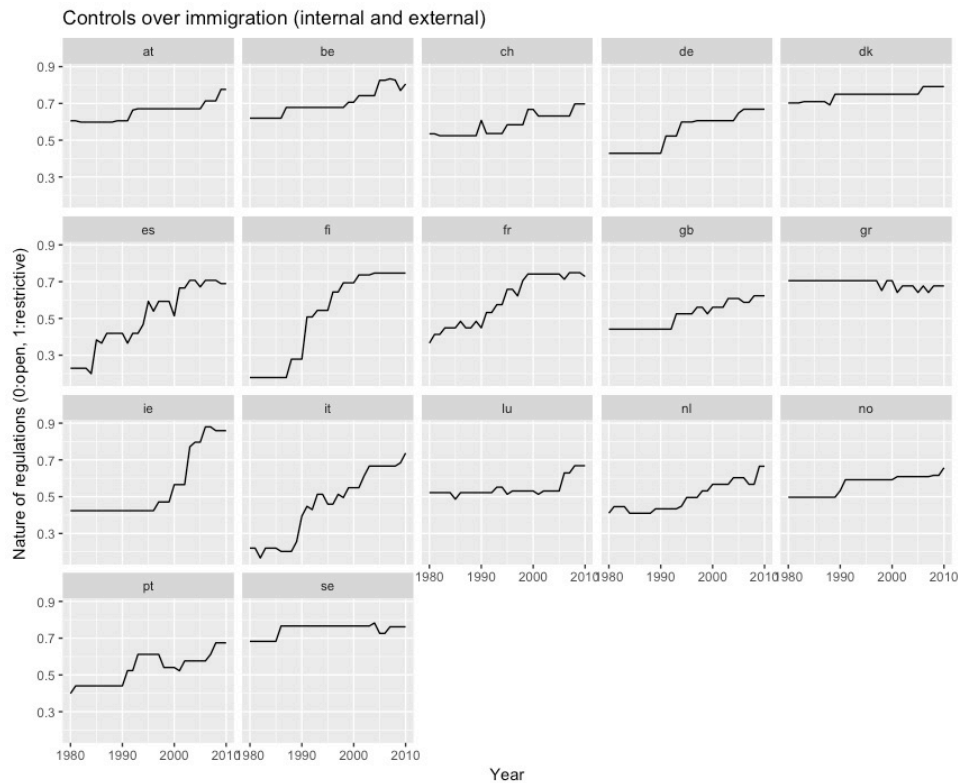 Controls over immigration (internal and external)
at be ch de dk
0.9
0.7
0.5
0.3
es fi fr gb gr
0.9
0.7
0.5
0.3
ie it lu nl no
0.9
0.7
0.5
0.3
1980 1990 2000 2010 1980 1990 2000 2010 1980 1990 2000 2010
pt se
0.9
0.7
0.5
0.3
1980 1990 2000 2010 1980 1990 2000 2010
Year
Nature of regulations (0:open, 1:restrictive)